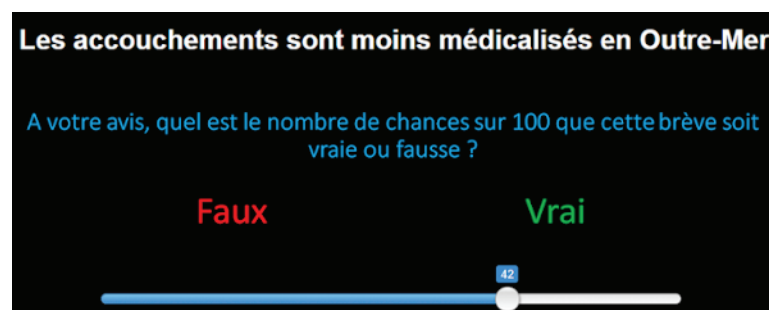 Les accouchements sont moins médicalisés en Outre-Mer
A votre avis, quel est le nombre de chances sur 100 que cette brève soit
vraie ou fausse ?
Faux Vrai
42